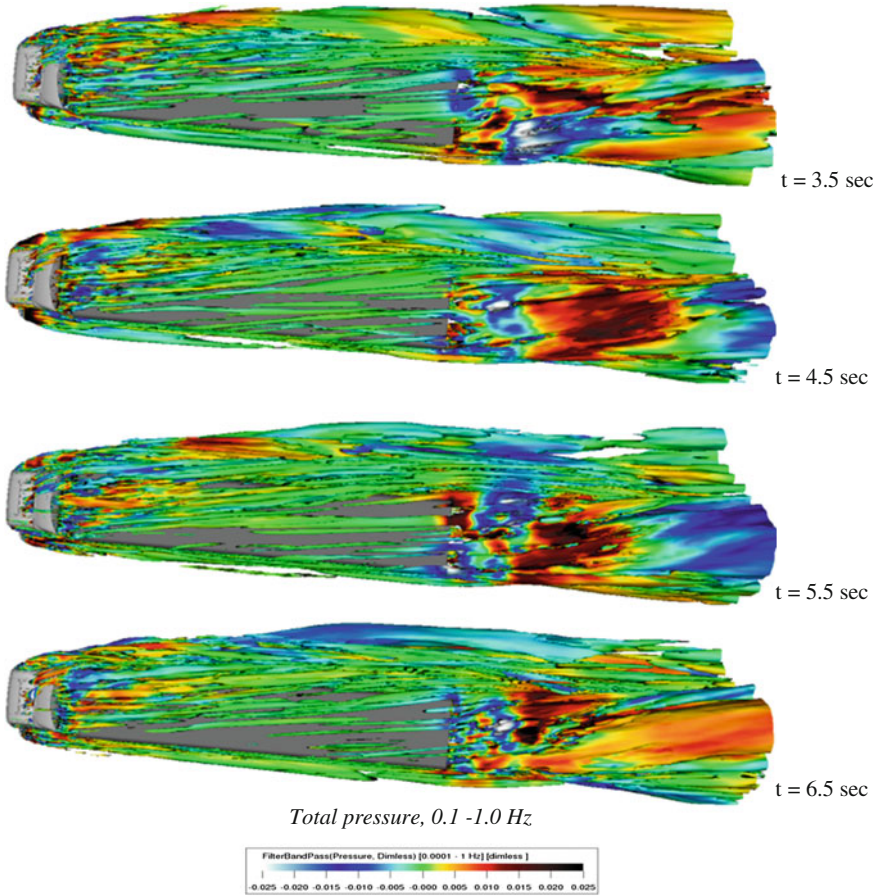 t = 3.5 sec
t = 4.5 sec
t = 5.5 sec
t = 6.5 sec
Total pressure, 0.1 -1.0 Hz
FilterBandPass(Pressure, Dimless) [0.0001 - 1 Hz] [dimless ]
-0.025 -0.020 -0.015 -0.010 -0.005 -0.000 0.005 0.010 0.015 0.020 0.025